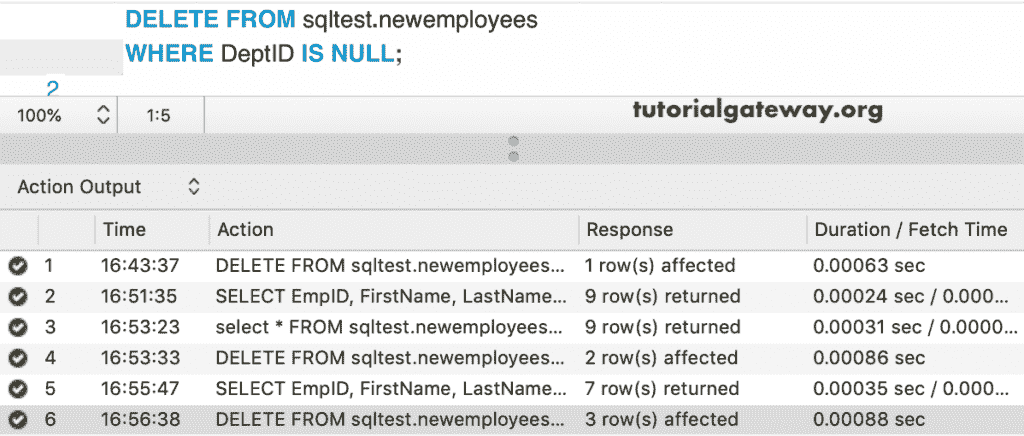 DELETE FROM sqltest.newemployees
WHERE DeptID IS NULL;
2
100% 1:5 tutorialgateway.org
Action Output
Time Action Response Duration / Fetch Time
1 16:43:37 DELETE FROM sqltest.newemployees... 1 row(s) affected 0.00063 sec
2 16:51:35 SELECT EmpID, FirstName, LastName... 9 row(s) returned 0.00024 sec / 0.000...
3 16:53:23 select * FROM sqltest.newemployees... 9 row(s) returned 0.00031 sec / 0.0000...
4 16:53:33 DELETE FROM sqltest.newemployees... 2 row(s) affected 0.00086 sec
5 16:55:47 SELECT EmpID, FirstName, LastName... 7 row(s) returned 0.00035 sec / 0.000...
6 16:56:38 DELETE FROM sqltest.newemployees... 3 row(s) affected 0.00088 sec